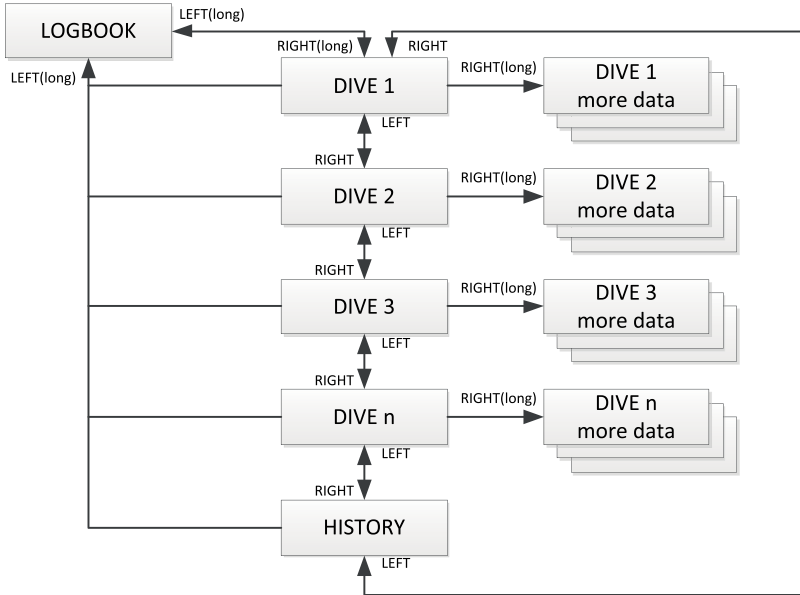 LOGBOOK
LEFT(long)
RIGHT(long)
RIGHT
LEFT(long)
DIVE 1
RIGHT(long)
DIVE 1
more data
LEFT
RIGHT
DIVE 2
RIGHT(long)
DIVE 2
more data
LEFT
RIGHT
DIVE 3
RIGHT(long)
DIVE 3
more data
LEFT
RIGHT
DIVE n
RIGHT(long)
DIVE n
more data
LEFT
RIGHT
HISTORY
LEFT